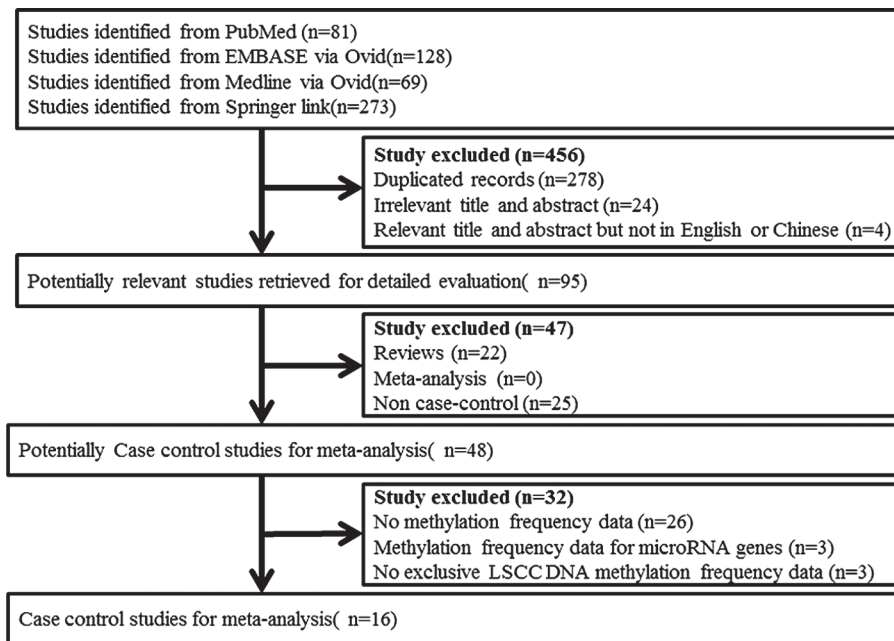 Studies identified from PubMed (n=81)
Studies identified from EMBASE via Ovid(n=128)
Studies identified from Medline via Ovid(n=69)
Studies identified from Springer link(n=273)
Study excluded (n=456)
Duplicated records (n=278)
Irrelevant title and abstract (n=24)
Relevant title and abstract but not in English or Chinese (n=4)
Potentially relevant studies retrieved for detailed evaluation( n=95)
Study excluded (n=47)
Reviews (n=22)
Meta-analysis (n=0)
Non case-control (n=25)
Potentially Case control studies for meta-analysis( n=48)
Study excluded (n=32)
No methylation frequency data (n=26)
Methylation frequency data for microRNA genes (n=3)
No exclusive LSCC DNA methylation frequency data (n=3)
Case control studies for meta-analysis( n=16)